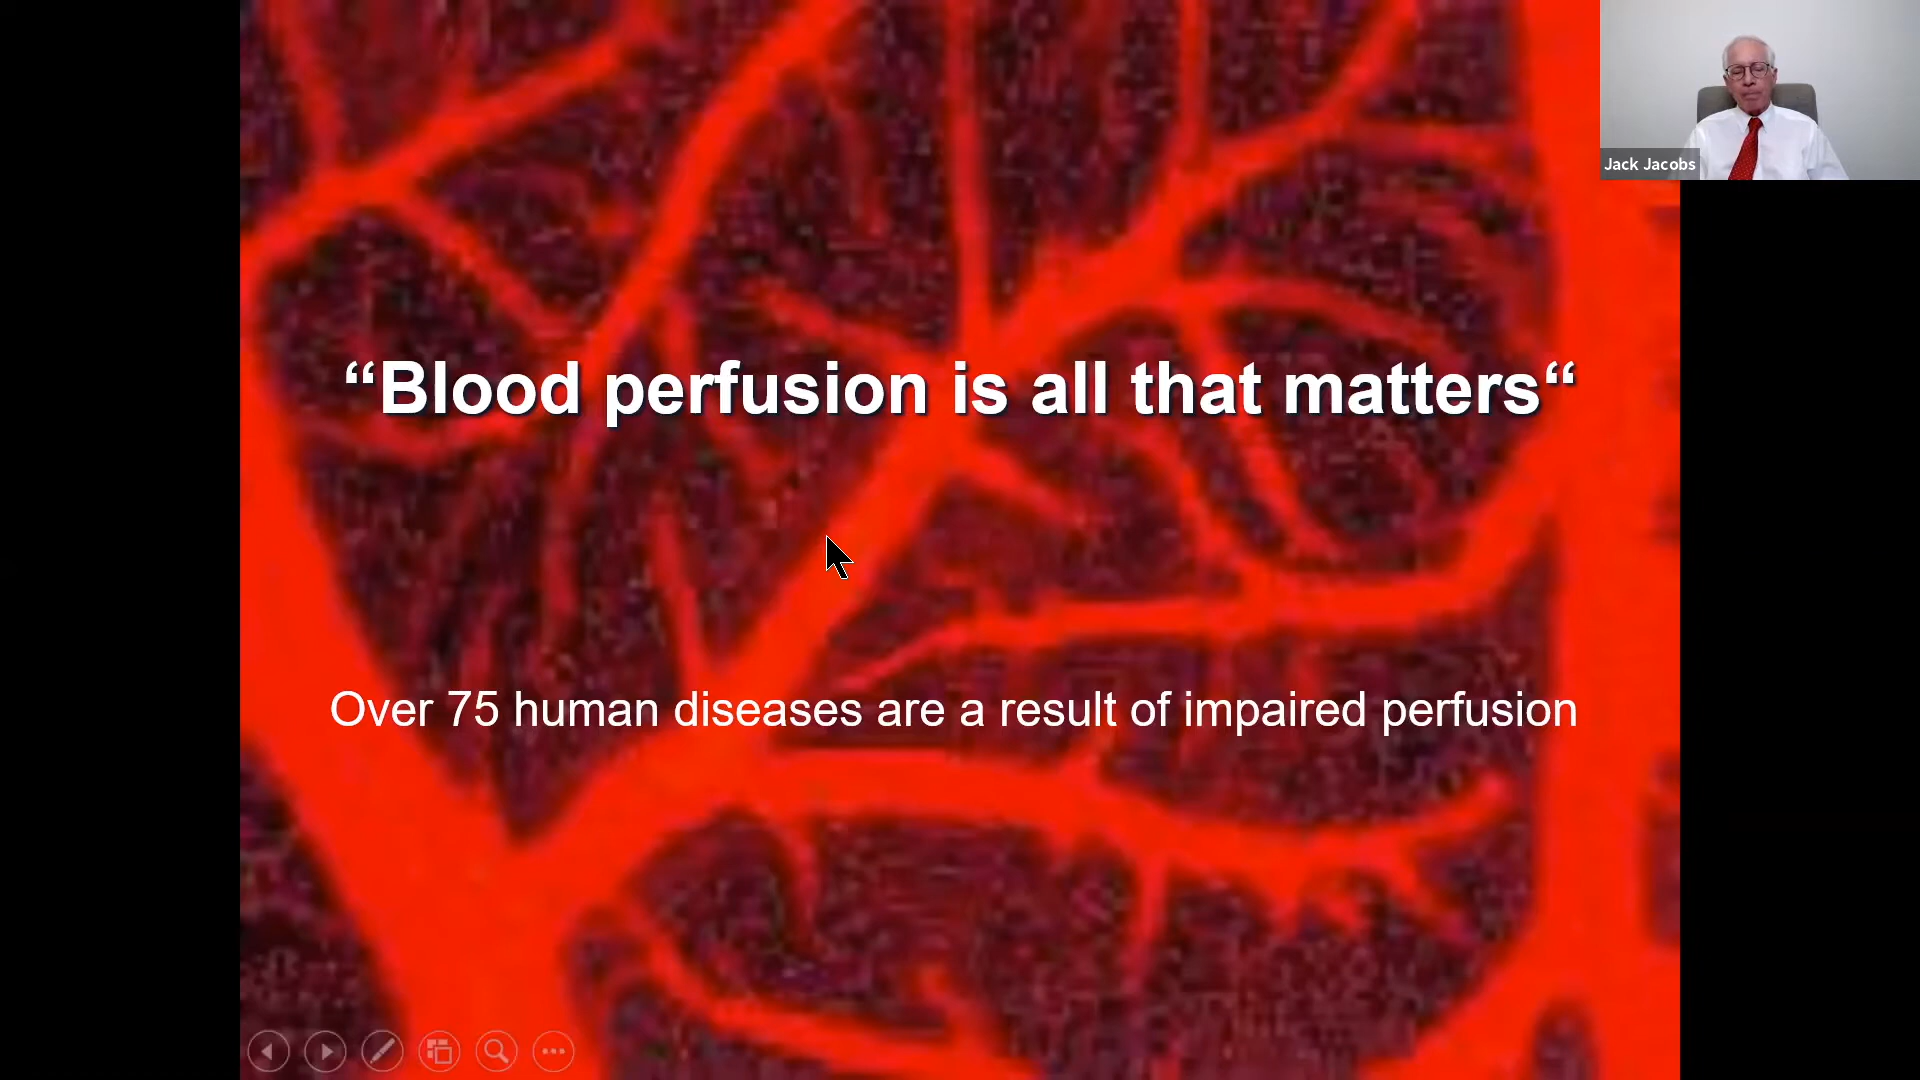 Jack Jacobs
“Blood perfusion is all that matters“
Over 75 human diseases are a result of impaired perfusion